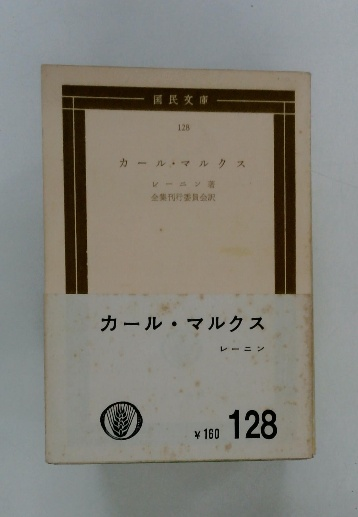 国民文庫
128
カール・マルクス
レーニン著
全集刊行委員会訳
カール・マルクス
レーニン
¥160 128